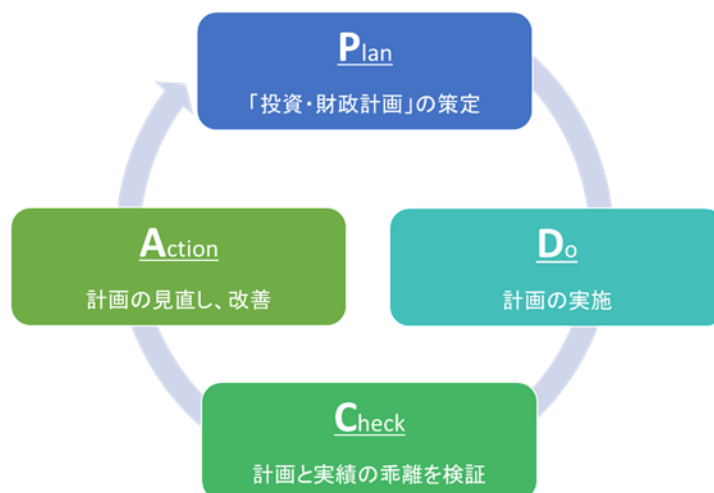 Plan
「投資・財政計画」の策定
Action
計画の見直し、改善
Do
計画の実施
Check
計画と実績の乖離を検証